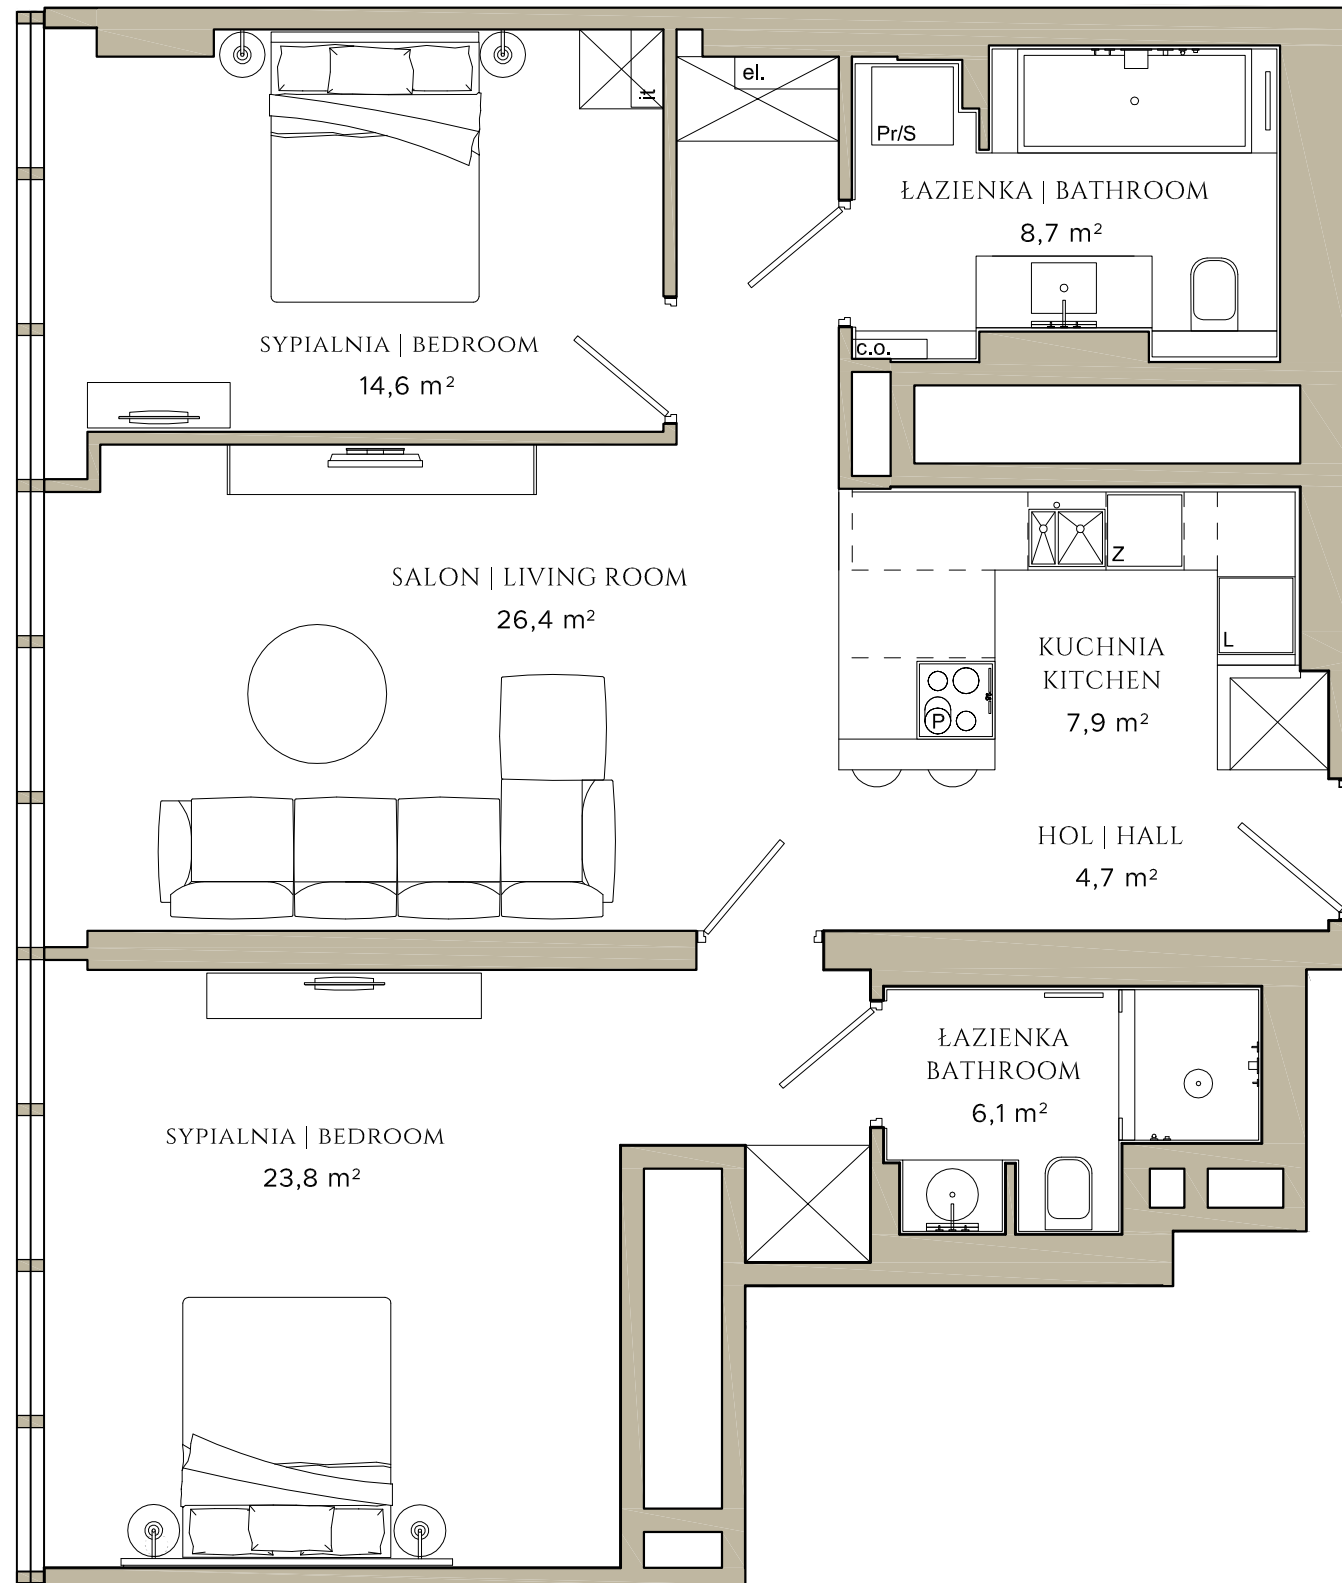 el.
it
Pr/S
ŁAZIENKA | BATHROOM
8,7 m²
SYPIALNIA | BEDROOM
14,6 m²
c.o.
SALON | LIVING ROOM
26,4 m²
Z
L
KUCHNIA
KITCHEN
7,9 m²
P
HOL | HALL
4,7 m²
ŁAZIENKA
BATHROOM
6,1 m²
SYPIALNIA | BEDROOM
23,8 m²